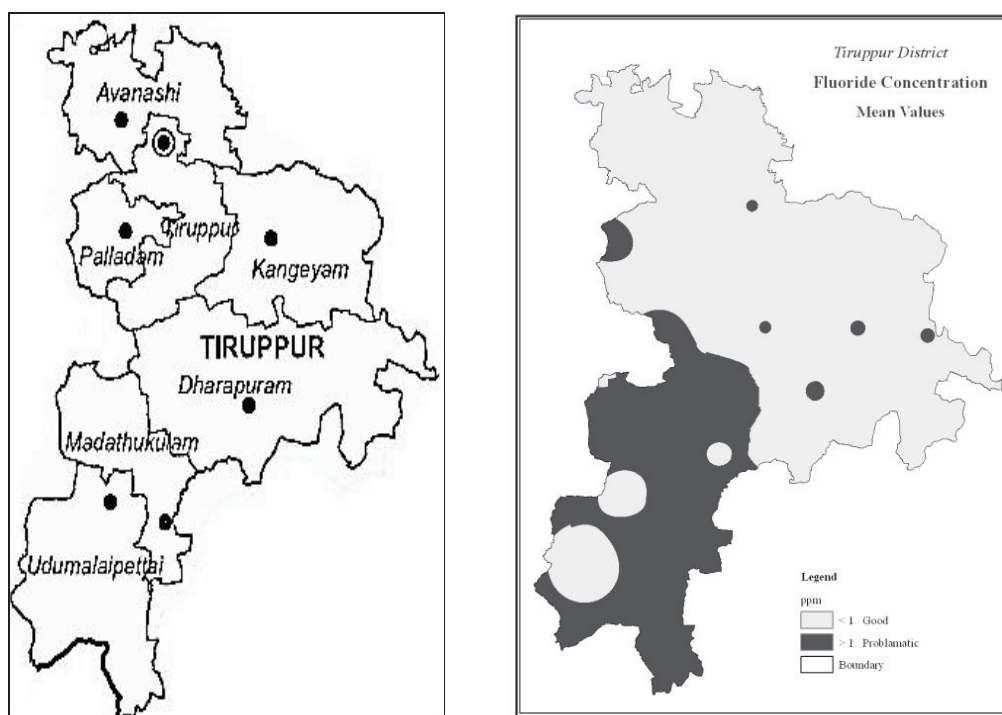 Avanashi
Tiruppur
Palladam
Kangeyam
TIRUPPUR
Dharapuram
Madathukulam
Udumalaipettai
Tiruppur District
Fluoride Concentration
Mean Values
Legend
ppm
< 1 Good
> 1 Problamatic
Boundary